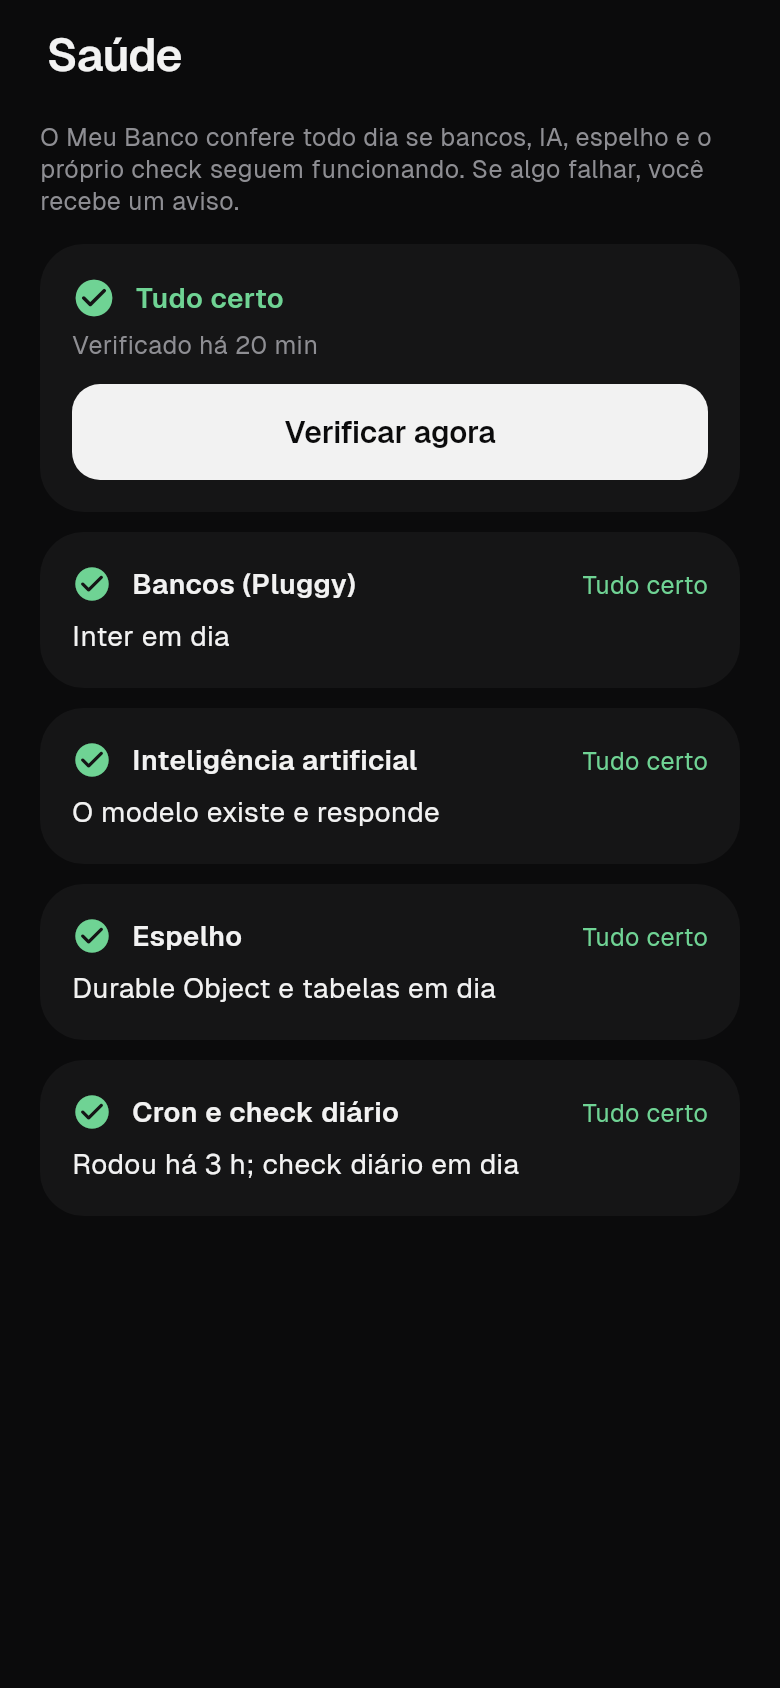 Saúde
O Meu Banco confere todo dia se bancos, IA, espelho e o
próprio check seguem funcionando. Se algo falhar, você
recebe um aviso.
Tudo certo
Verificado há 20 min
Verificar agora
Bancos (Pluggy) Tudo certo
Inter em dia
Inteligência artificial Tudo certo
O modelo existe e responde
Espelho Tudo certo
Durable Object e tabelas em dia
Cron e check diário Tudo certo
Rodou há 3 h; check diário em dia